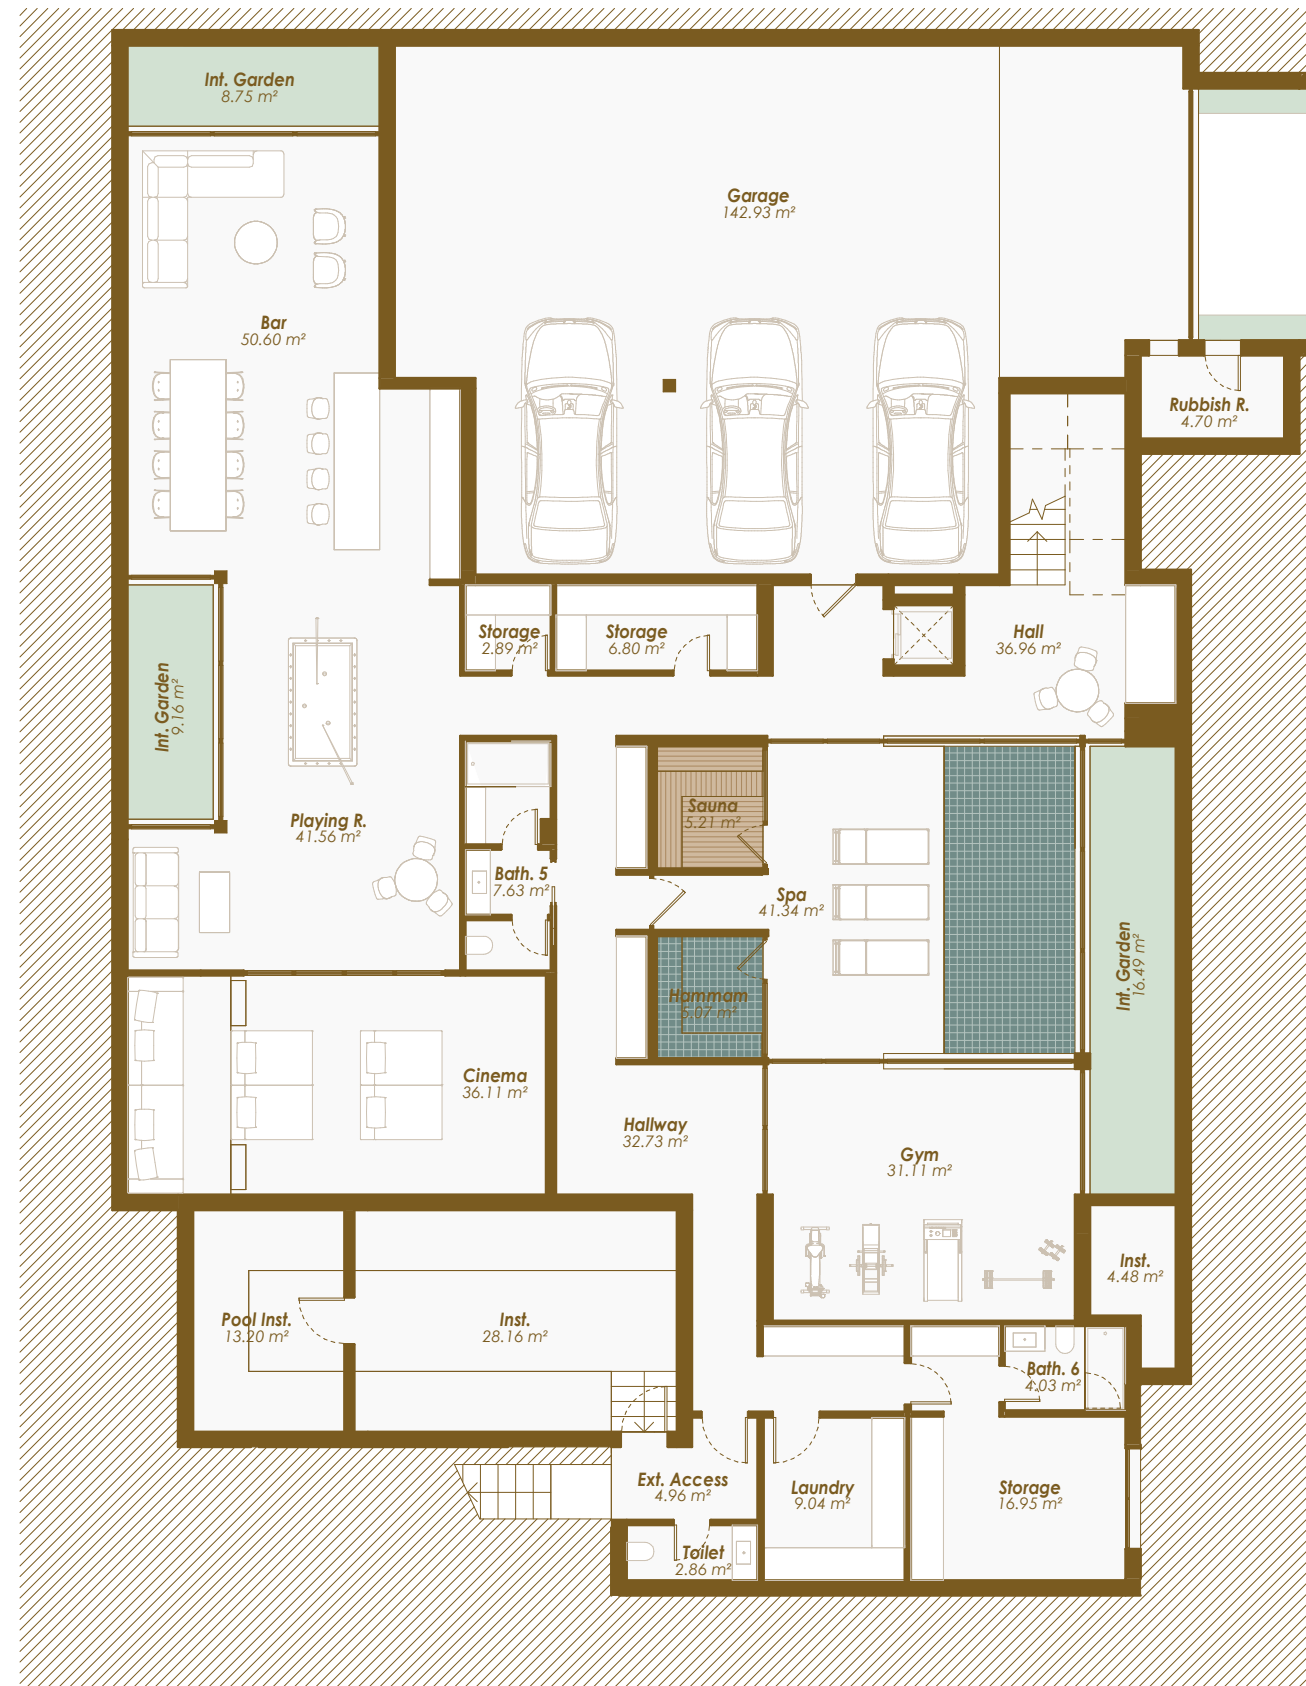 Int. Garden
8.75 m²
Garage
142.93 m²
Bar
50.60 m²
Rubbish R.
4.70 m²
Storage
2.89 m²
Storage
6.80 m²
Hall
36.96 m²
Int. Garden
9.16 m²
Playing R.
41.56 m²
Sauna
5.21 m²
Bath. 5
7.63 m²
Spa
41.34 m²
Int. Garden
16.49 m²
Hammam
5.07 m²
Cinema
36.11 m²
Hallway
32.73 m²
Gym
31.11 m²
Inst.
4.48 m²
Pool Inst.
13.20 m²
Inst.
28.16 m²
Bath. 6
4.03 m²
Ext. Access
4.96 m²
Laundry
9.04 m²
Storage
16.95 m²
Toilet
2.86 m²